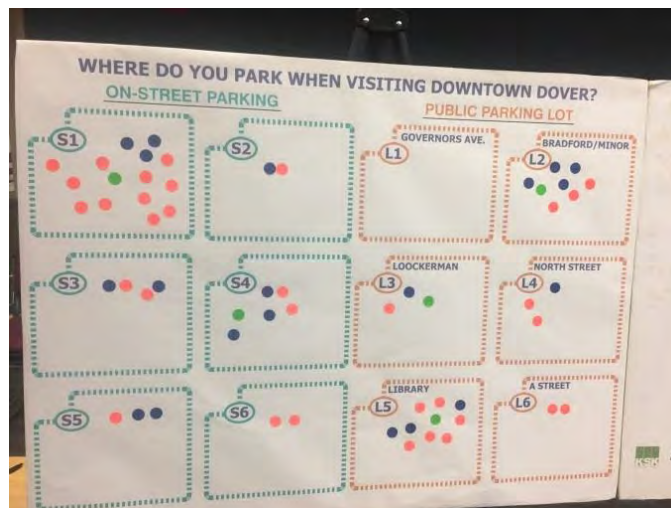 WHERE DO YOU PARK WHEN VISITING DOWNTOWN DOVER?
ON-STREET PARKING
PUBLIC PARKING LOT
S1
S2
GOVERNORS AVE.
L1
BRADFORD/MINOR
L2
S3
S4
LOOCKERMAN
L3
NORTH STREET
L4
S5
S6
LIBRARY
L5
A STREET
L6
KSK